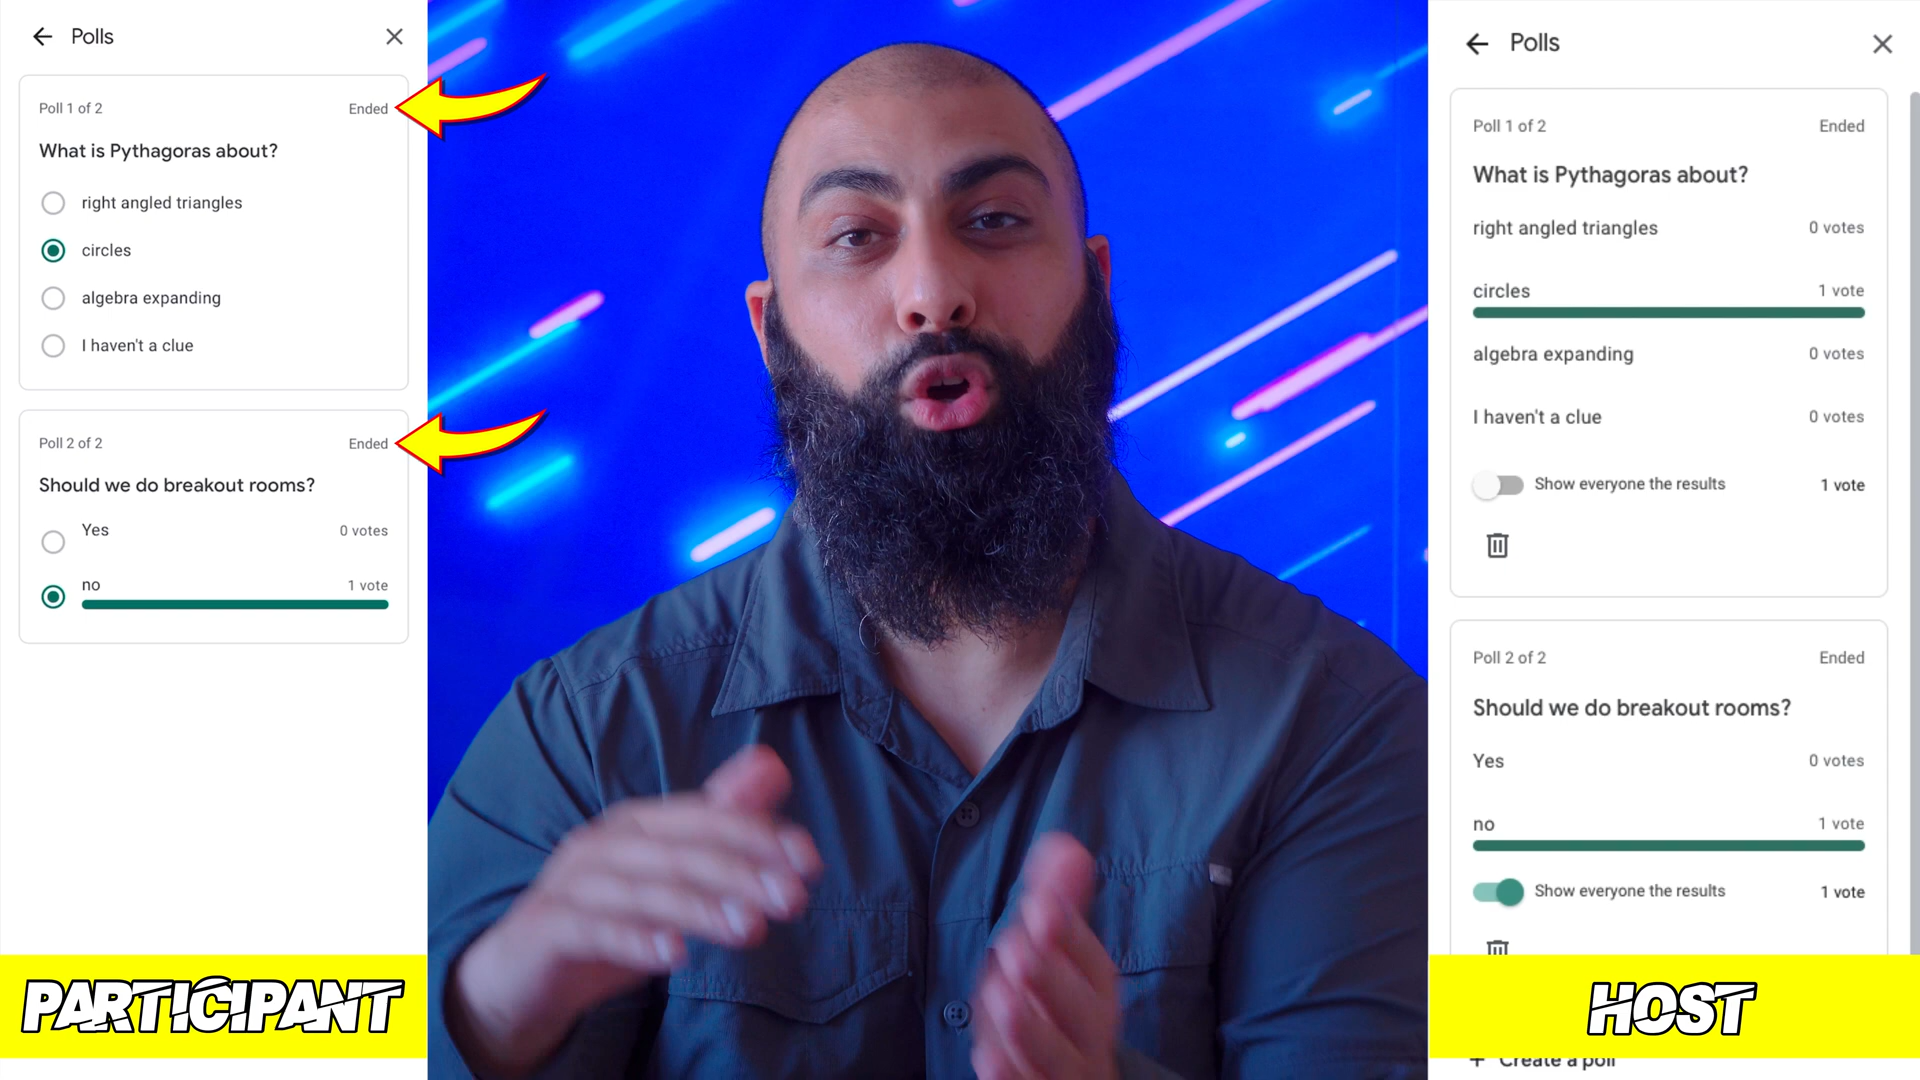 Polls
Poll 1 of 2 Ended
What is Pythagoras about?
right angled triangles
circles
algebra expanding
I haven't a clue
Poll 2 of 2 Ended
Should we do breakout rooms?
Yes 0 votes
no 1 vote
PARTICIPANT
Polls
Poll 1 of 2 Ended
What is Pythagoras about?
right angled triangles 0 votes
circles 1 vote
algebra expanding 0 votes
I haven't a clue 0 votes
Show everyone the results 1 vote
Poll 2 of 2 Ended
Should we do breakout rooms?
Yes 0 votes
no 1 vote
Show everyone the results 1 vote
HOST
+ Create a poll